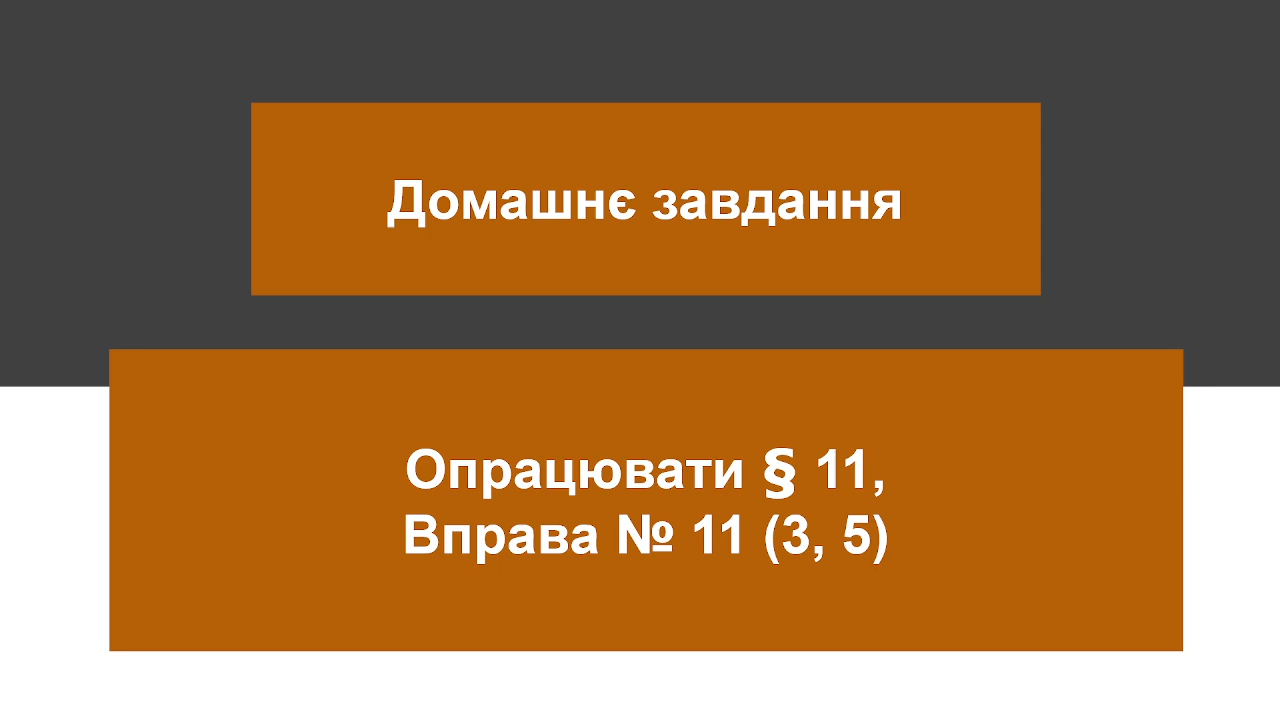 Домашнє завдання
Опрацювати § 11,
Вправа № 11 (3, 5)